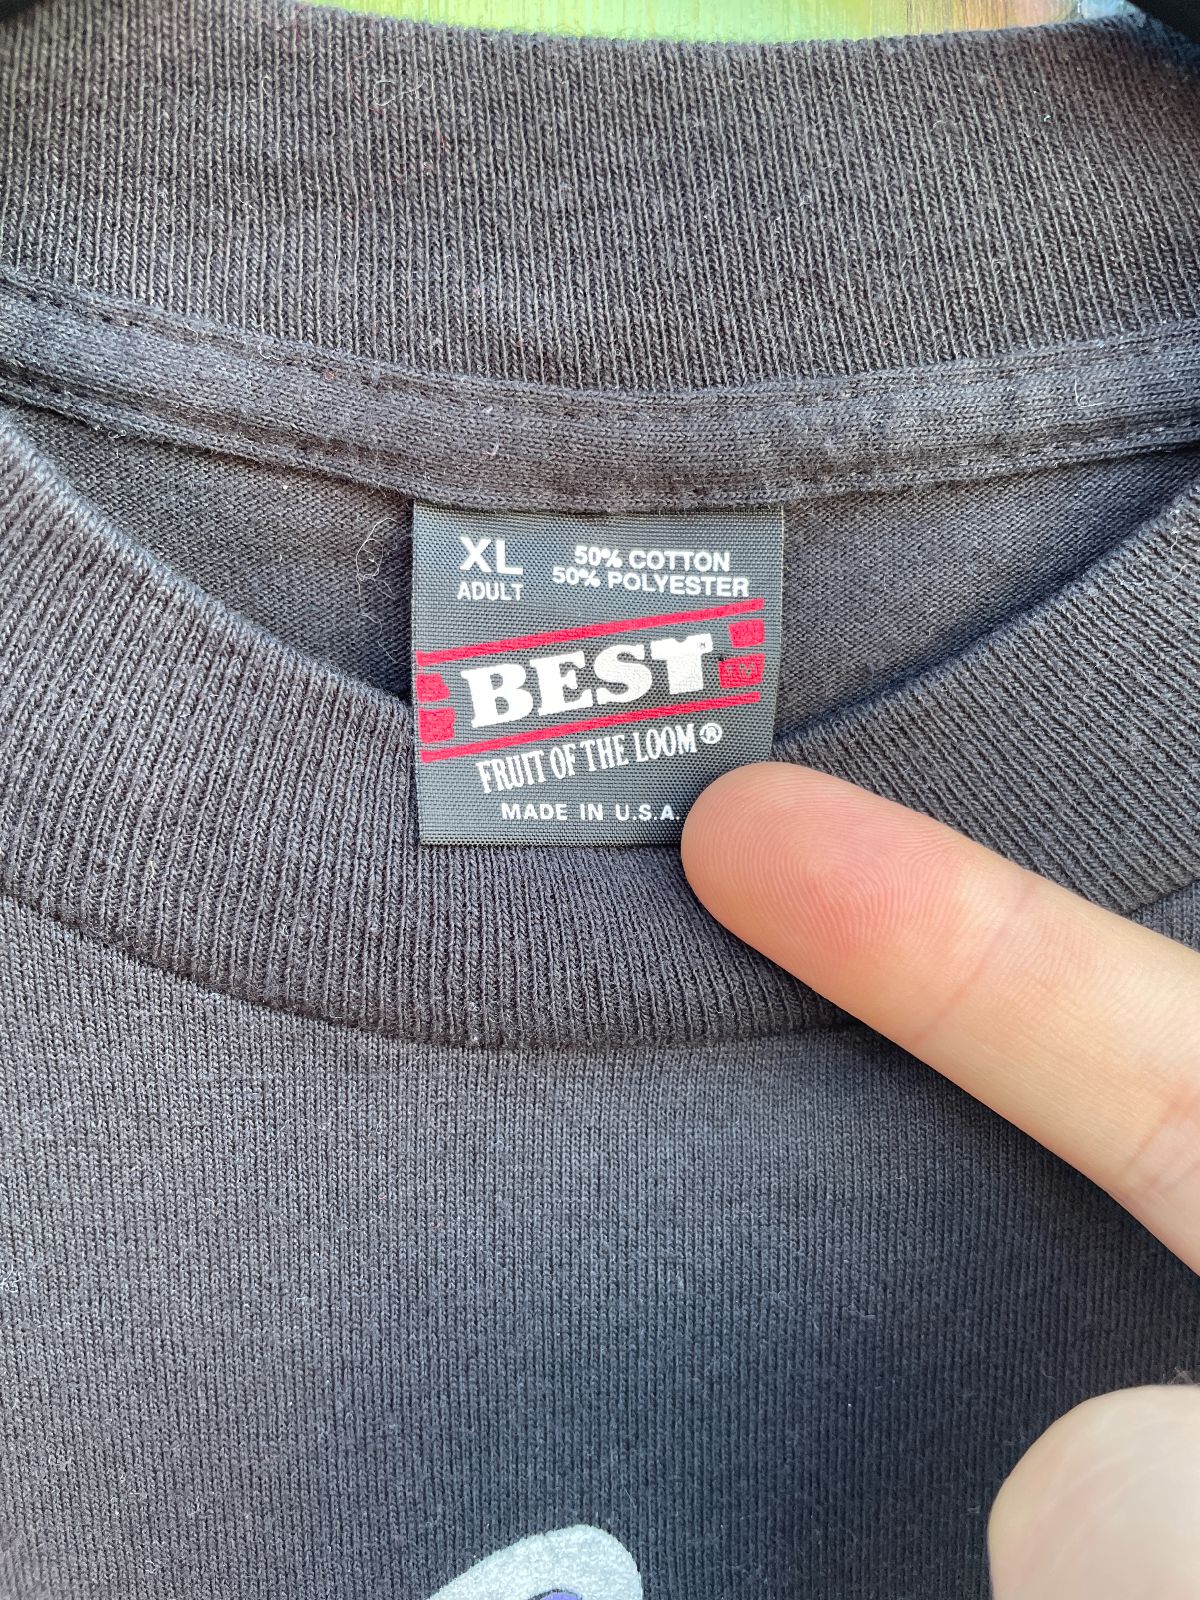 XL
ADULT
50% COTTON
50% POLYESTER
BEST
FRUIT OF THE LOOM®
MADE IN U.S.A.